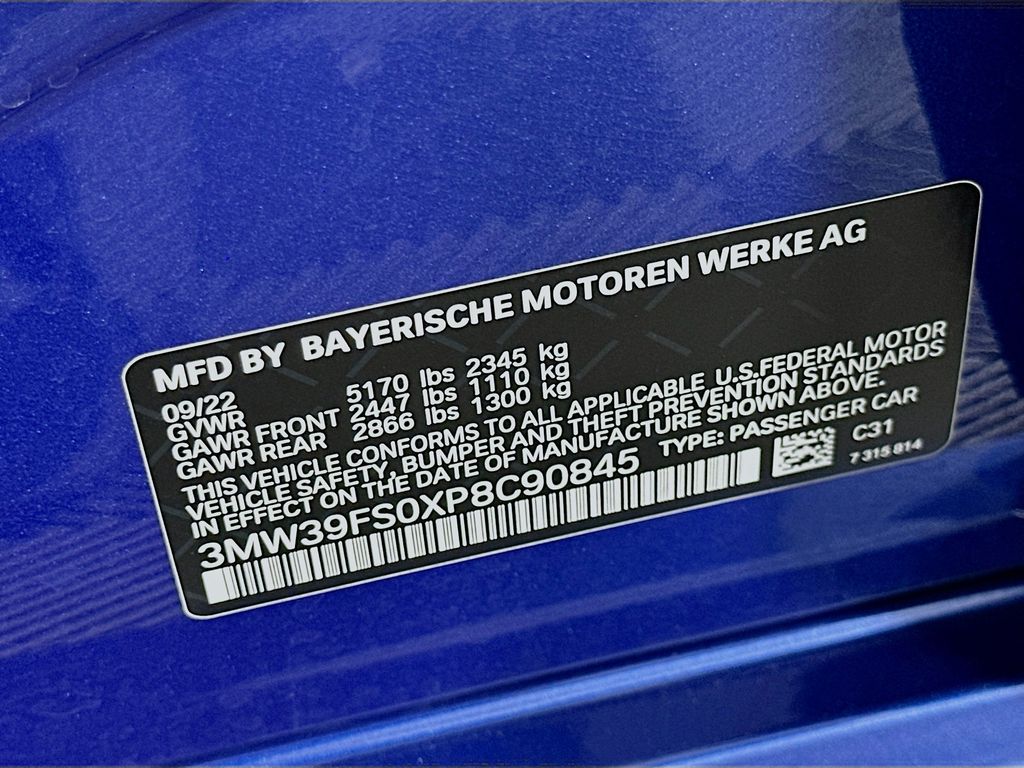 MFD BY BAYERISCHE MOTOREN WERKE AG
09/22
GVWR 5170 lbs 2345 kg
GAWR FRONT 2447 lbs 1110 kg
GAWR REAR 2866 lbs 1300 kg
THIS VEHICLE CONFORMS TO ALL APPLICABLE U.S.FEDERAL MOTOR
VEHICLE SAFETY, BUMPER AND THEFT PREVENTION STANDARDS
IN EFFECT ON THE DATE OF MANUFACTURE SHOWN ABOVE.
3MW39FS0XP8C90845 TYPE: PASSENGER CAR
C31
7 315 814